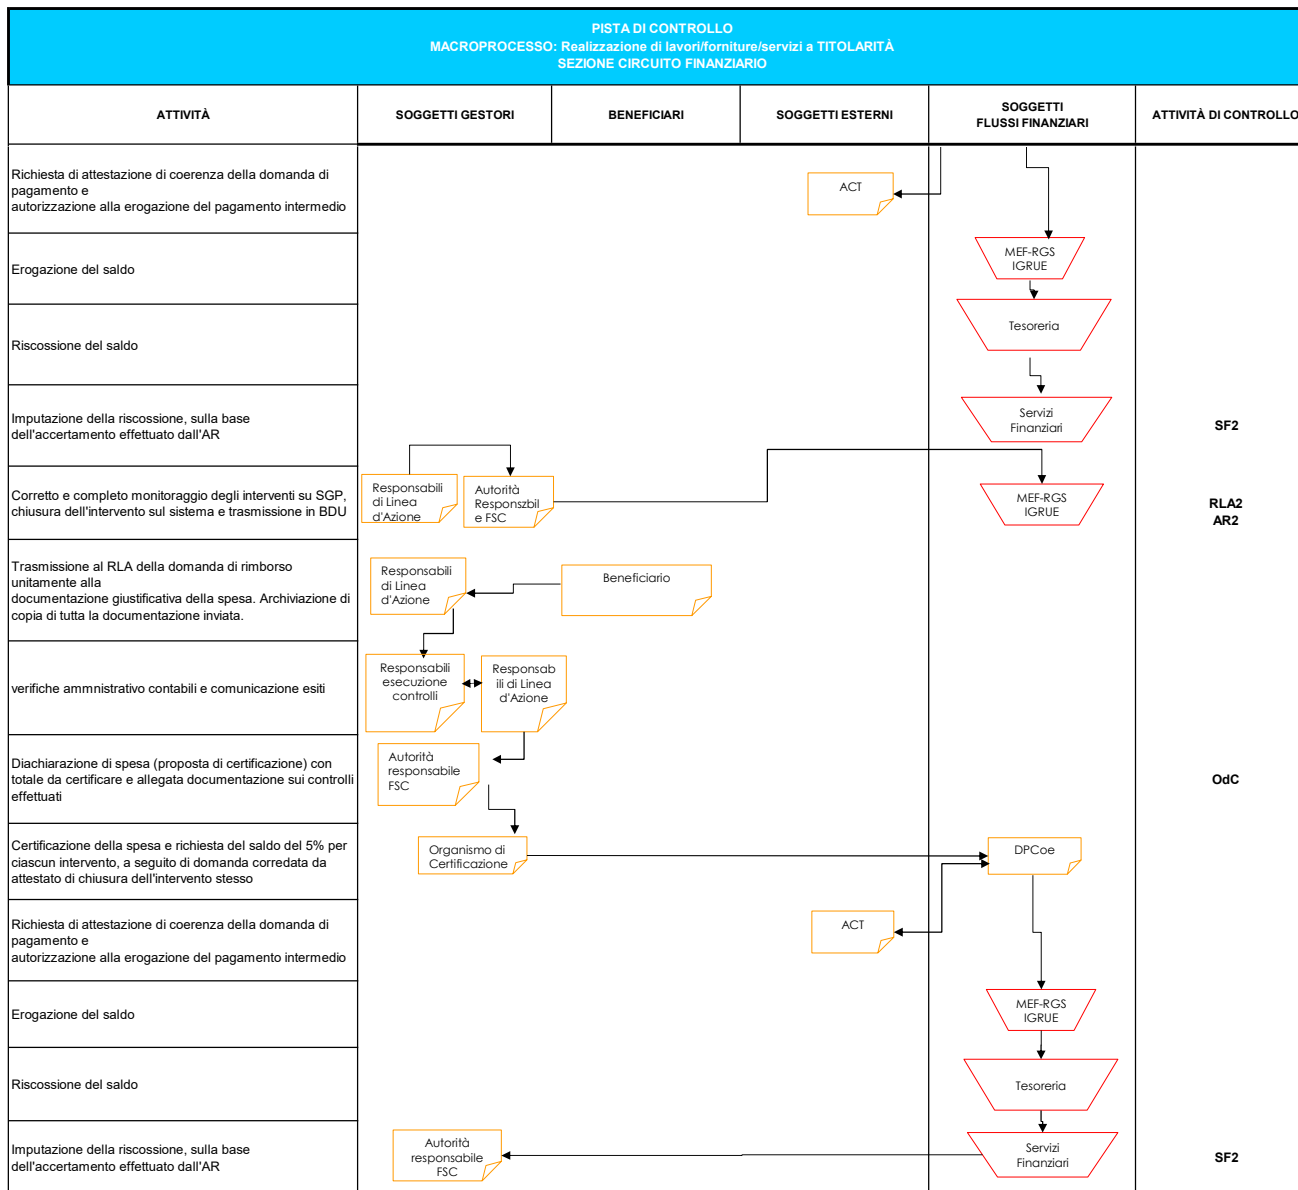 PISTA DI CONTROLLO
MACROPROCESSO: Realizzazione di lavori/forniture/servizi a TITOLARITÀ
SEZIONE CIRCUITO FINANZIARIO
ATTIVITÀ
SOGGETTI GESTORI
BENEFICIARI
SOGGETTI ESTERNI
SOGGETTI
FLUSSI FINANZIARI
ATTIVITÀ DI CONTROLLO
Richiesta di attestazione di coerenza della domanda di
pagamento e
autorizzazione alla erogazione del pagamento intermedio
ACT
Erogazione del saldo
MEF-RGS
IGRUE
Riscossione del saldo
Tesoreria
Imputazione della riscossione, sulla base
dell'accertamento effettuato dall'AR
Servizi
Finanziari
SF2
Corretto e completo monitoraggio degli interventi su SGP,
chiusura dell'intervento sul sistema e trasmissione in BDU
Responsabili
di Linea
d'Azione
Autorità
Responszbil
e FSC
MEF-RGS
IGRUE
RLA2
AR2
Trasmissione al RLA della domanda di rimborso
unitamente alla
documentazione giustificativa della spesa. Archiviazione di
copia di tutta la documentazione inviata.
Responsabili
di Linea
d'Azione
Beneficiario
verifiche ammnistrativo contabili e comunicazione esiti
Responsabili
esecuzione
controlli
Responsab
ili di Linea
d'Azione
Diachiarazione di spesa (proposta di certificazione) con
totale da certificare e allegata documentazione sui controlli
effettuati
Autorità
responsabile
FSC
OdC
Certificazione della spesa e richiesta del saldo del 5% per
ciascun intervento, a seguito di domanda corredata da
attestato di chiusura dell'intervento stesso
Organismo di
Certificazione
DPCoe
Richiesta di attestazione di coerenza della domanda di
pagamento e
autorizzazione alla erogazione del pagamento intermedio
ACT
Erogazione del saldo
MEF-RGS
IGRUE
Riscossione del saldo
Tesoreria
Imputazione della riscossione, sulla base
dell'accertamento effettuato dall'AR
Autorità
responsabile
FSC
Servizi
Finanziari
SF2